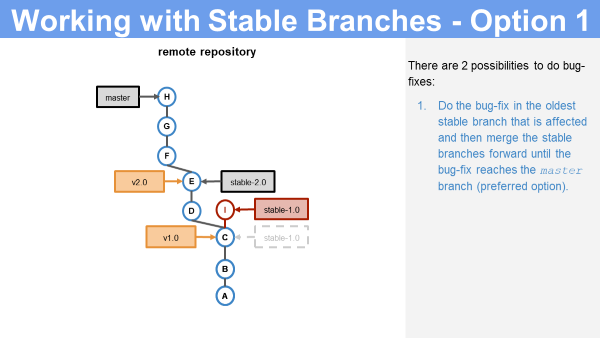 Working with Stable Branches - Option 1
remote repository
There are 2 possibilities to do bug-
fixes:
1. Do the bug-fix in the oldest
stable branch that is affected
and then merge the stable
branches forward until the
bug-fix reaches the master
branch (preferred option).
master
H
G
F
v2.0
E
stable-2.0
D
I
stable-1.0
v1.0
C
stable-1.0
B
A